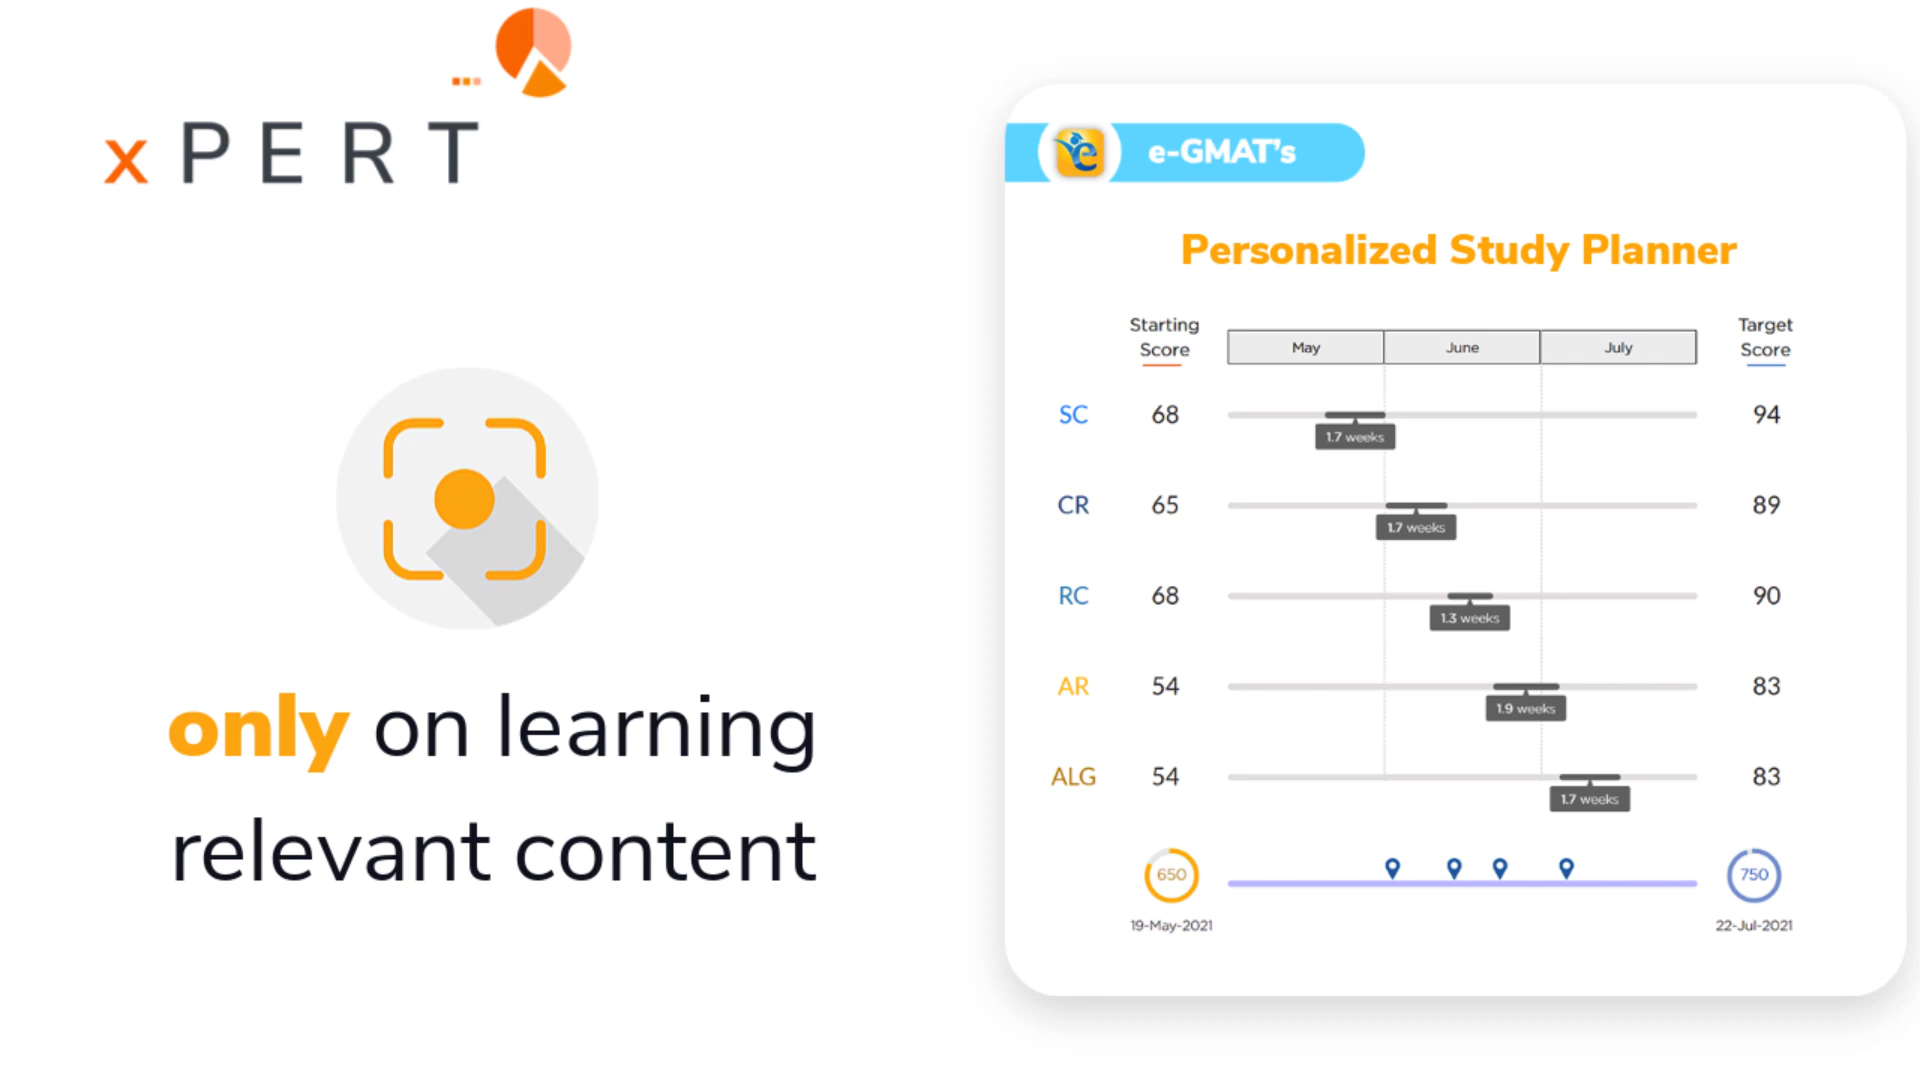 xPERT
only on learning
relevant content
e-GMAT's
Personalized Study Planner
Starting Score May June July Target Score
SC 68 1.7 weeks 94
CR 65 1.7 weeks 89
RC 68 1.3 weeks 90
AR 54 1.9 weeks 83
ALG 54 1.7 weeks 83
650 750
19-May-2021 22-Jul-2021